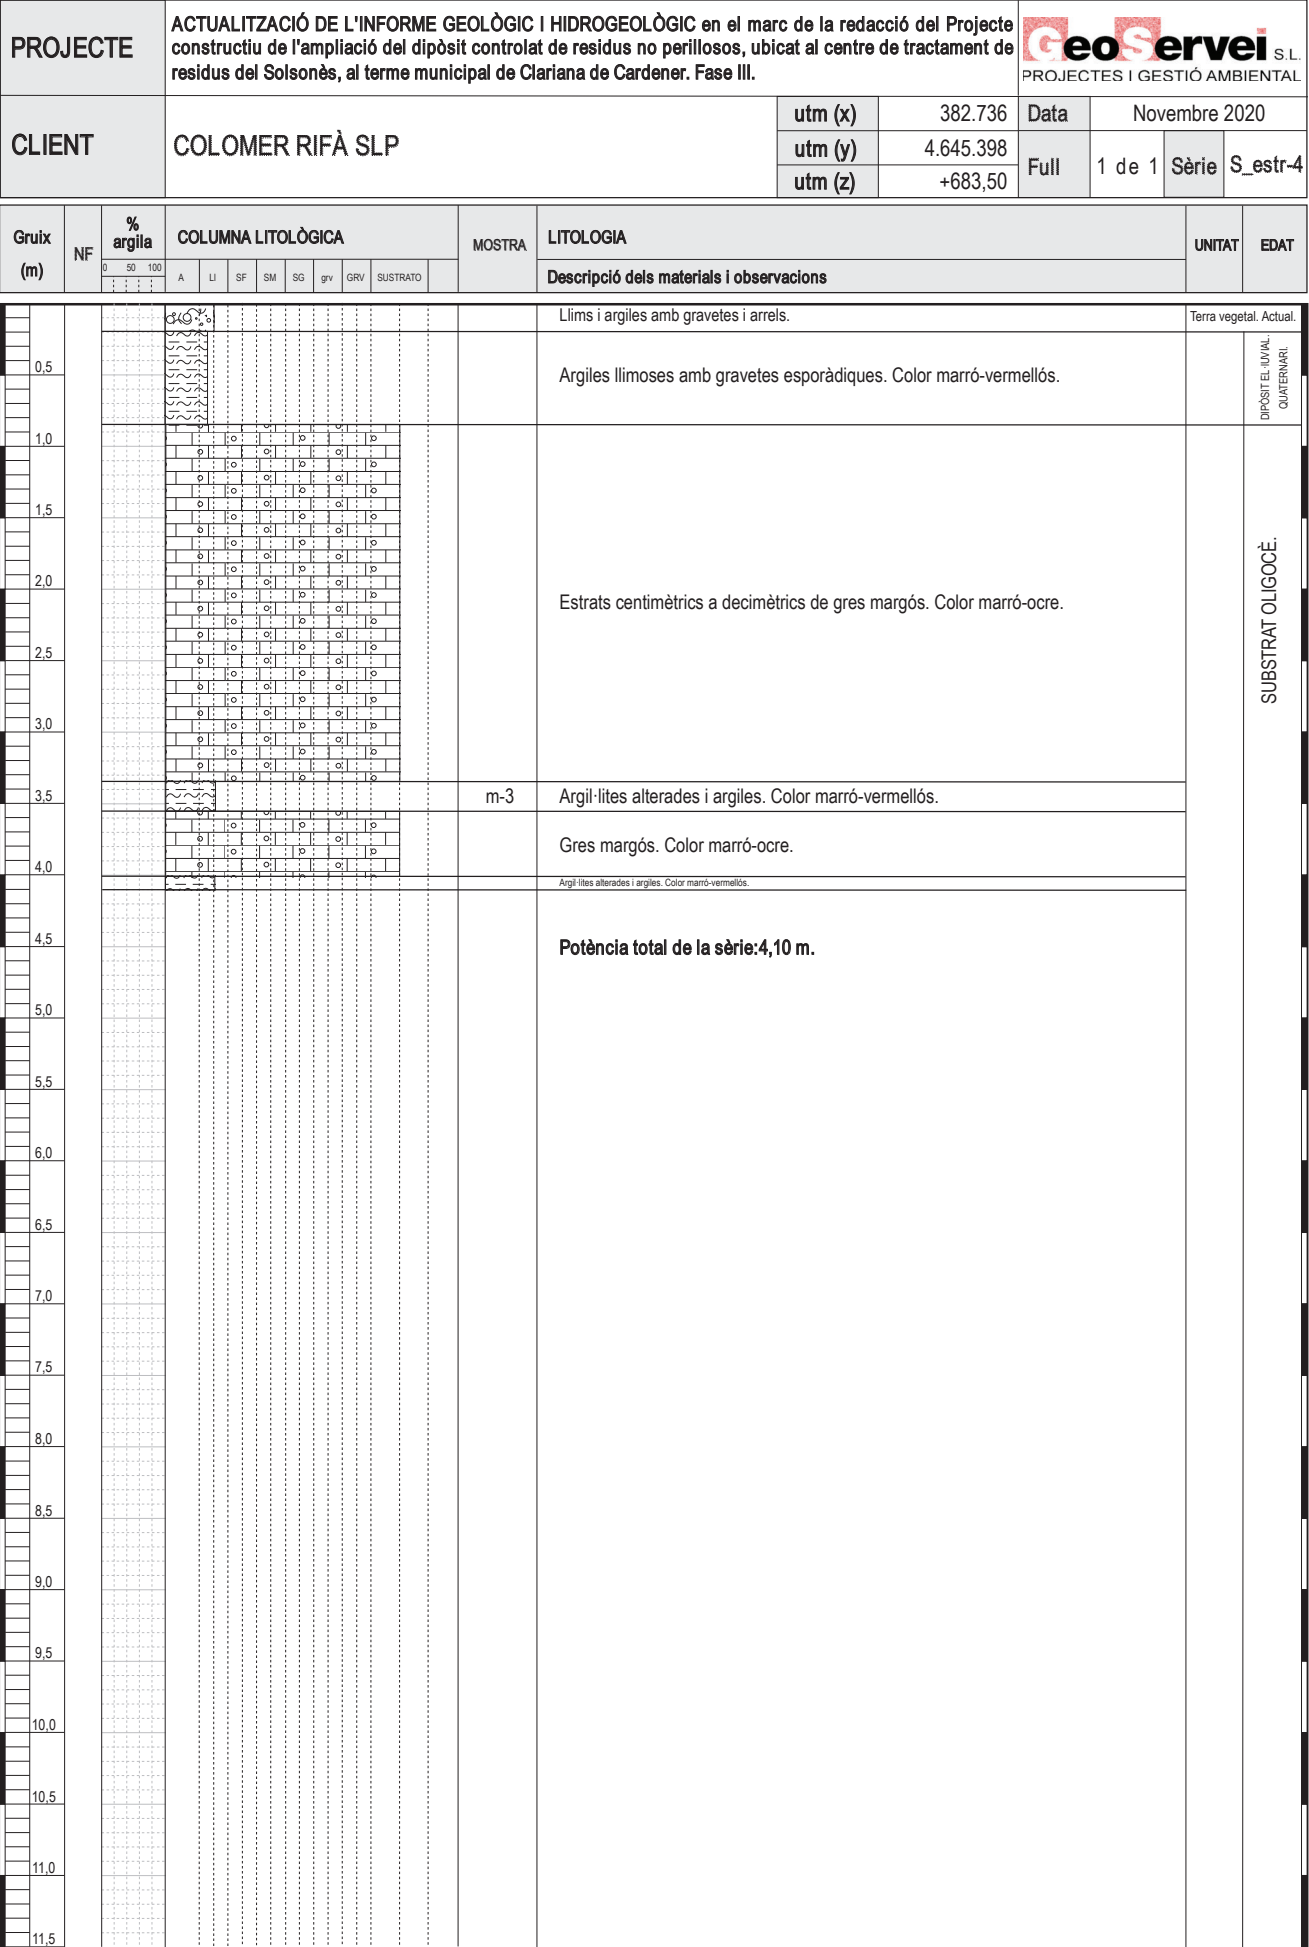 PROJECTE
ACTUALITZACIÓ DE L'INFORME GEOLÒGIC I HIDROGEOLÒGIC en el marc de la redacció del Projecte
constructiu de l'ampliació del dipòsit controlat de residus no perillosos, ubicat al centre de tractament de
residus del Solsonès, al terme municipal de Clariana de Cardener. Fase III.
GeoServei S.L.
PROJECTES I GESTIÓ AMBIENTAL
CLIENT
COLOMER RIFÀ SLP
utm (x) 382.736
utm (y) 4.645.398
utm (z) +683,50
Data Novembre 2020
Full 1 de 1 Sèrie S_estr-4
Gruix
(m)
NF
%
argila
0 50 100
COLUMNA LITOLÒGICA
A LI SF SM SG grv GRV SUSTRATO
MOSTRA
LITOLOGIA
Descripció dels materials i observacions
UNITAT
EDAT
Llims i argiles amb gravetes i arrels.
Terra vegetal. Actual.
0,5
Argiles llimoses amb gravetes esporàdiques. Color marró-vermellós.
DIPÒSIT EL·LUVIAL.
QUATERNARI.
1,0
1,5
2,0
Estrats centimètrics a decimètrics de gres margós. Color marró-ocre.
SUBSTRAT OLIGOCÈ.
2,5
3,0
3,5
m-3
Argil·lites alterades i argiles. Color marró-vermellós.
Gres margós. Color marró-ocre.
4,0
Argil·lites alterades i argiles. Color marró-vermellós.
4,5
Potència total de la sèrie:4,10 m.
5,0
5,5
6,0
6,5
7,0
7,5
8,0
8,5
9,0
9,5
10,0
10,5
11,0
11,5